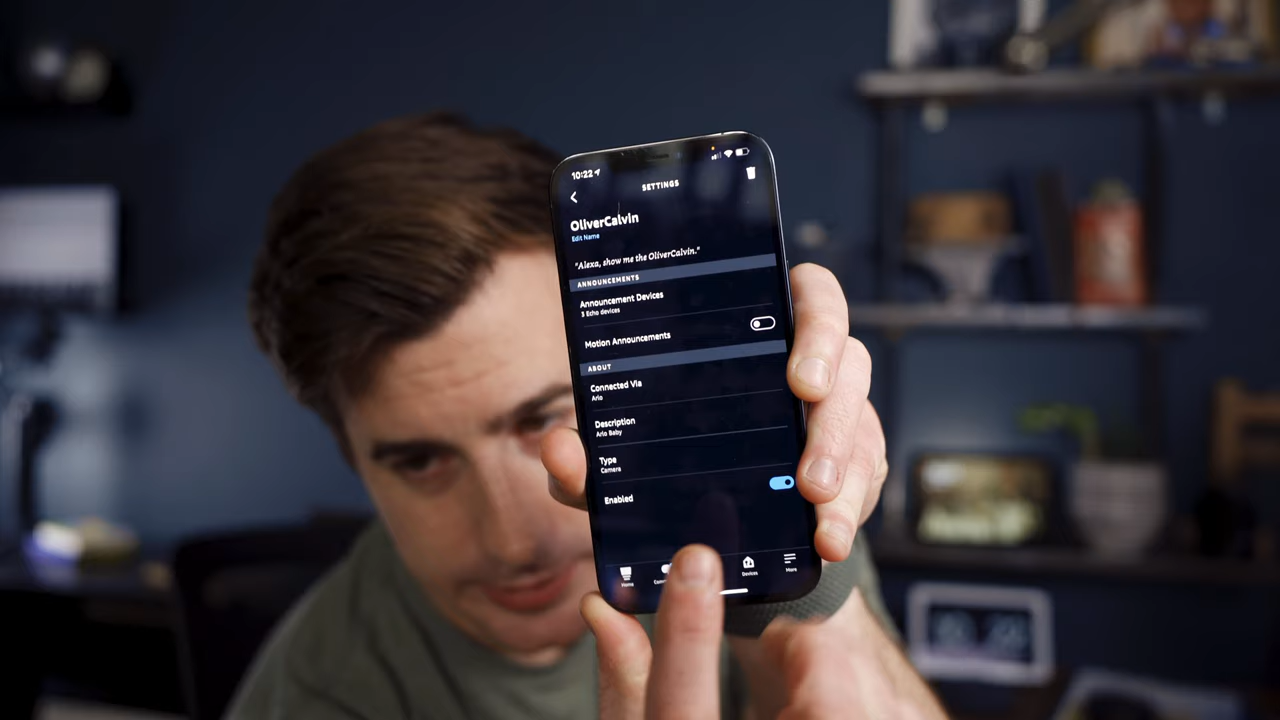 10:22
SETTINGS
OliverCalvin
Edit Name
"Alexa, show me the OliverCalvin."
ANNOUNCEMENTS
Announcement Devices
3 Echo devices
Motion Announcements
ABOUT
Connected Via
Arlo
Description
Arlo Baby
Type
Camera
Enabled
Home
Devices
More